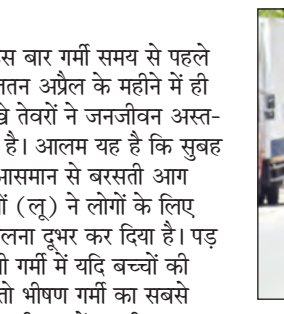 स बार गर्मी समय से पहले
तन अप्रैल के महीने में ही
खे तेवरों ने जनजीवन अस्त-
है। आलम यह है कि सुबह
आसमान से बरसती आग
ों (लू) ने लोगों के लिए
लना दूभर कर दिया है। पड़
ी गर्मी में यदि बच्चों की
तो भीषण गर्मी का सबसे